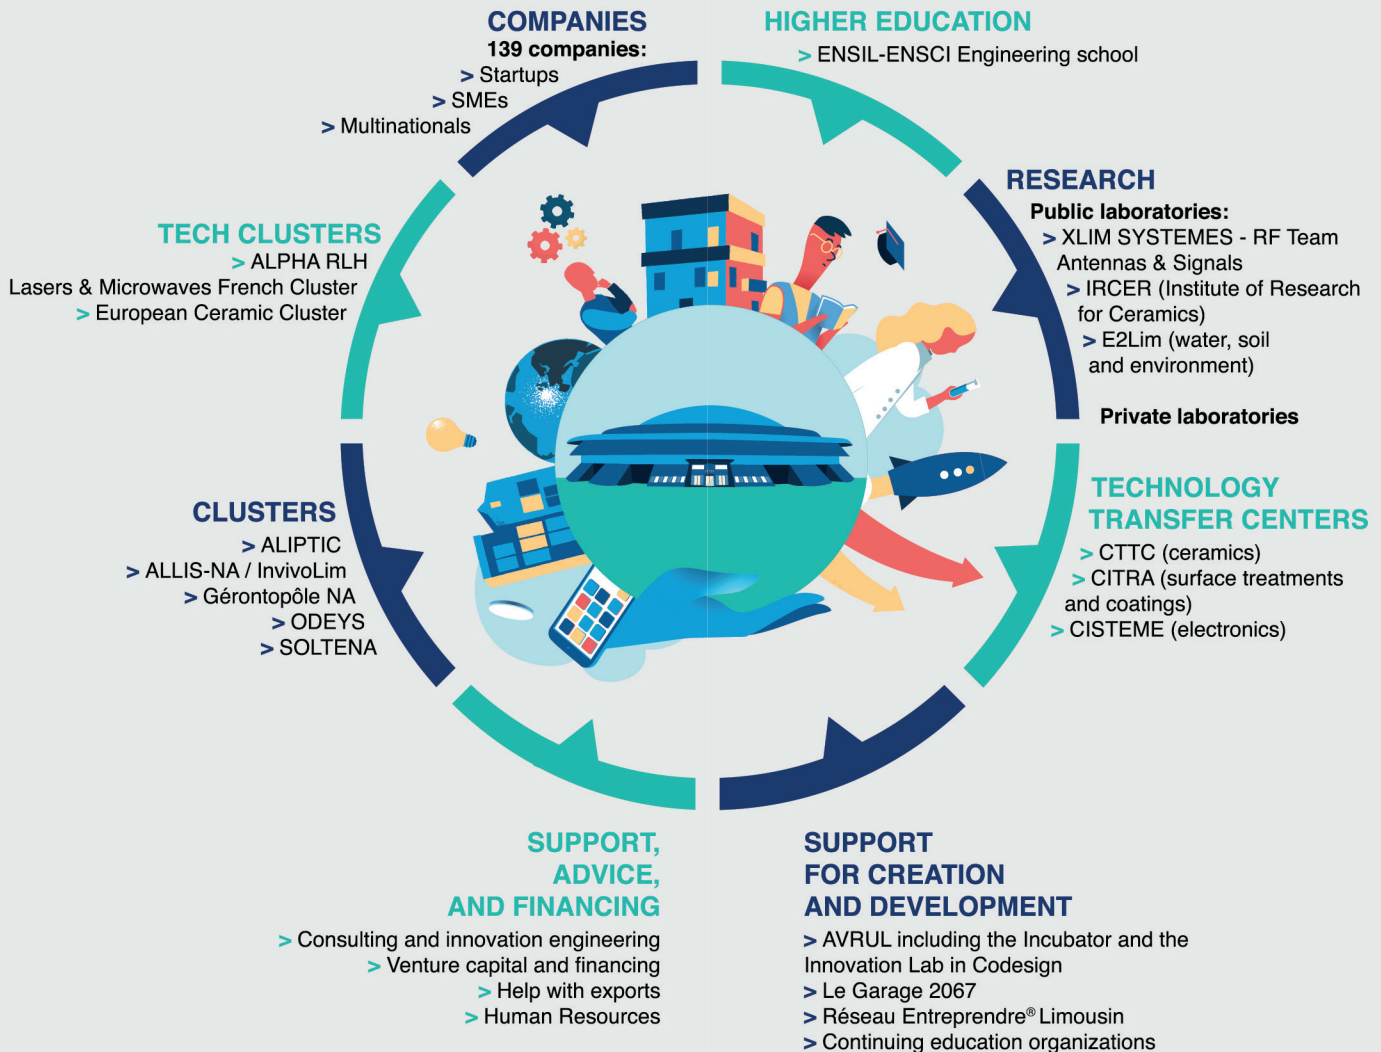 COMPANIES
139 companies:
> Startups
> SMEs
> Multinationals
HIGHER EDUCATION
> ENSIL-ENSCI Engineering school
RESEARCH
Public laboratories:
> XLIM SYSTEMES - RF Team
Antennas & Signals
> IRCER (Institute of Research
for Ceramics)
> E2Lim (water, soil
and environment)
Private laboratories
TECH CLUSTERS
> ALPHA RLH
Lasers & Microwaves French Cluster
> European Ceramic Cluster
CLUSTERS
> ALIPTIC
> ALLIS-NA / InvivoLim
> Gérontopôle NA
> ODEYS
> SOLTENA
TECHNOLOGY
TRANSFER CENTERS
> CTTC (ceramics)
> CITRA (surface treatments
and coatings)
> CISTEME (electronics)
SUPPORT,
ADVICE,
AND FINANCING
> Consulting and innovation engineering
> Venture capital and financing
> Help with exports
> Human Resources
SUPPORT
FOR CREATION
AND DEVELOPMENT
> AVRUL including the Incubator and the
Innovation Lab in Codesign
> Le Garage 2067
> Réseau Entreprendre® Limousin
> Continuing education organizations